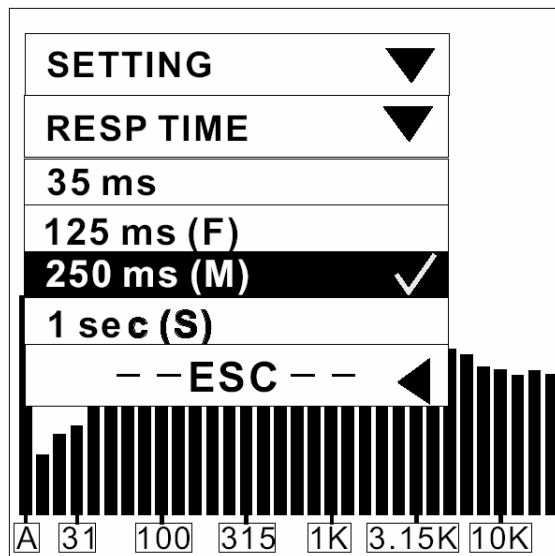 SETTING
RESP TIME
35 ms
125 ms (F)
250 ms (M)
1 sec (S)
– –ESC– –
A 31 100 315 1K 3.15K 10K